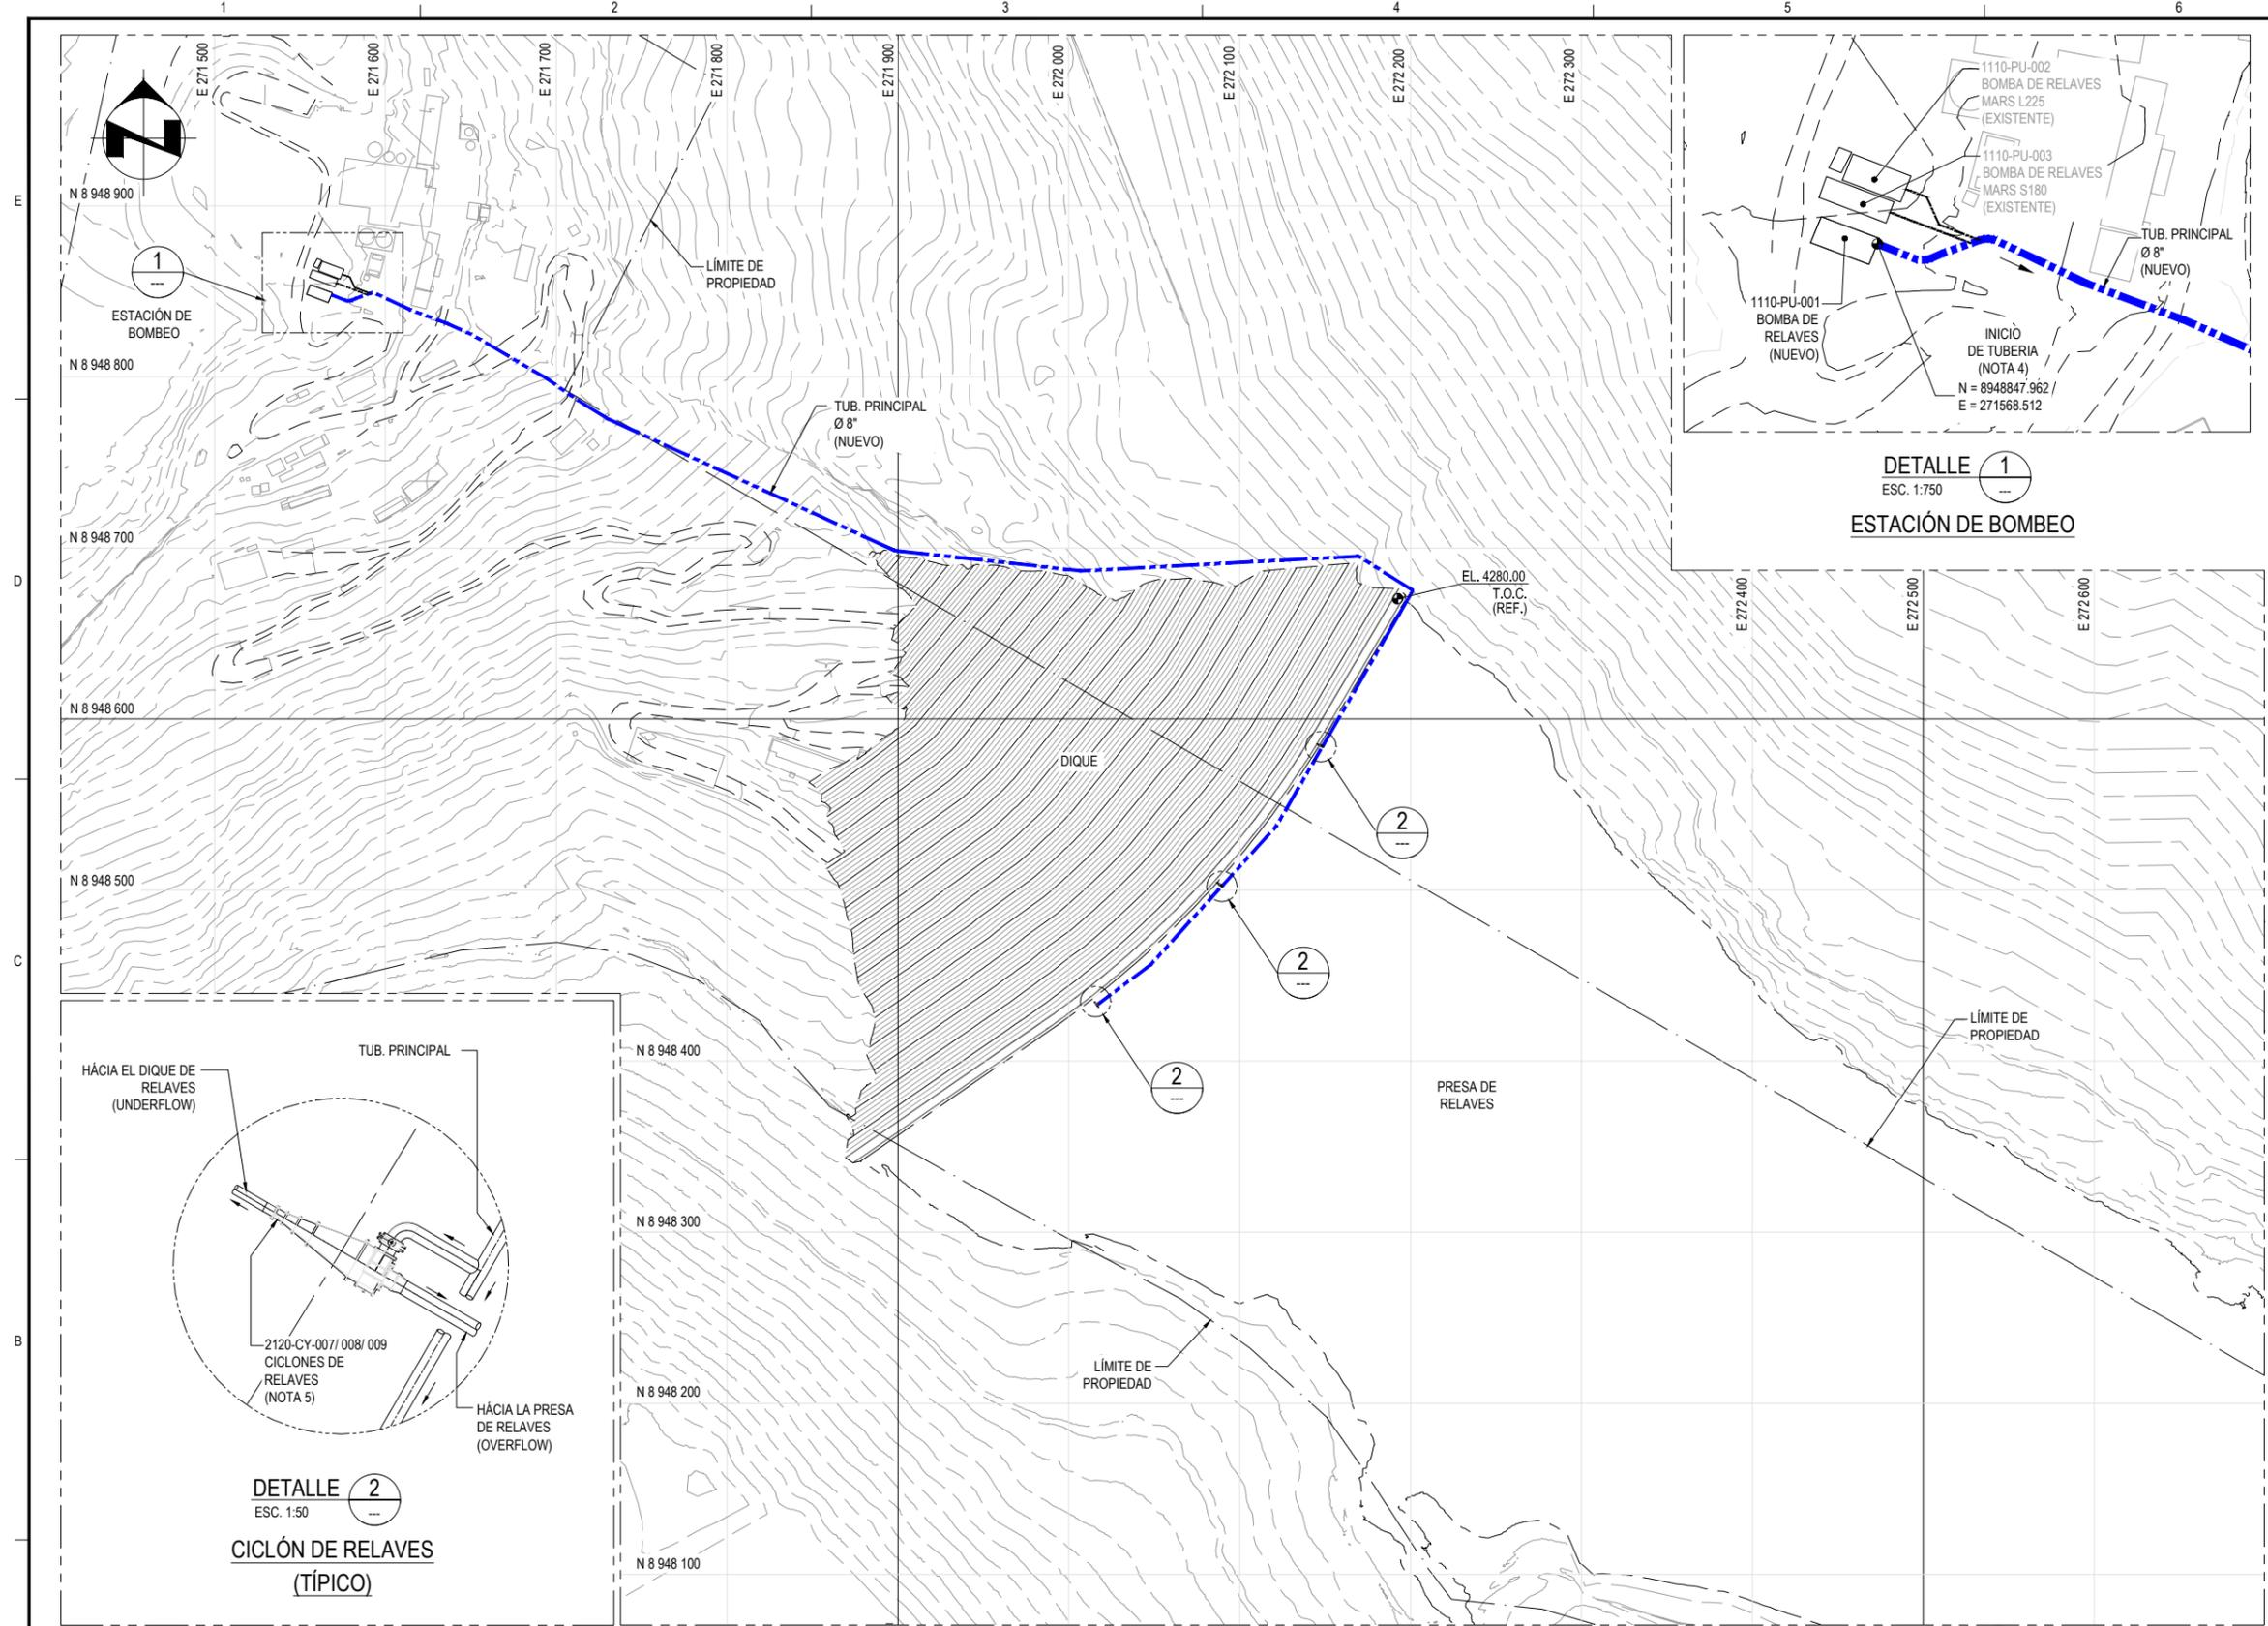 1
2
3
4
5
6
E
D
C
B
E 271 500
E 271 600
E 271 700
E 271 800
E 271 900
E 272 000
E 272 100
E 272 200
E 272 300
N
N 8 948 900
1
---
ESTACIÓN DE
BOMBEO
LÍMITE DE
PROPIEDAD
N 8 948 800
TUB. PRINCIPAL
Ø 8"
(NUEVO)
N 8 948 700
EL. 4280.00
T.O.C.
(REF.)
E 272 400
E 272 500
E 272 600
N 8 948 600
DIQUE
2
---
N 8 948 500
2
---
2
---
N 8 948 400
PRESA DE
RELAVES
LÍMITE DE
PROPIEDAD
N 8 948 300
LÍMITE DE
PROPIEDAD
N 8 948 200
N 8 948 100
1110-PU-002
BOMBA DE RELAVES
MARS L225
(EXISTENTE)
1110-PU-003
BOMBA DE RELAVES
MARS S180
(EXISTENTE)
TUB. PRINCIPAL
Ø 8"
(NUEVO)
1110-PU-001
BOMBA DE
RELAVES
(NUEVO)
INICIO
DE TUBERIA
(NOTA 4)
N = 8948847.962
E = 271568.512
DETALLE 1
ESC. 1:750 ---
ESTACIÓN DE BOMBEO
TUB. PRINCIPAL
HÁCIA EL DIQUE DE
RELAVES
(UNDERFLOW)
2120-CY-007/ 008/ 009
CICLONES DE
RELAVES
(NOTA 5)
HÁCIA LA PRESA
DE RELAVES
(OVERFLOW)
DETALLE 2
ESC. 1:50 ---
CICLÓN DE RELAVES
(TÍPICO)